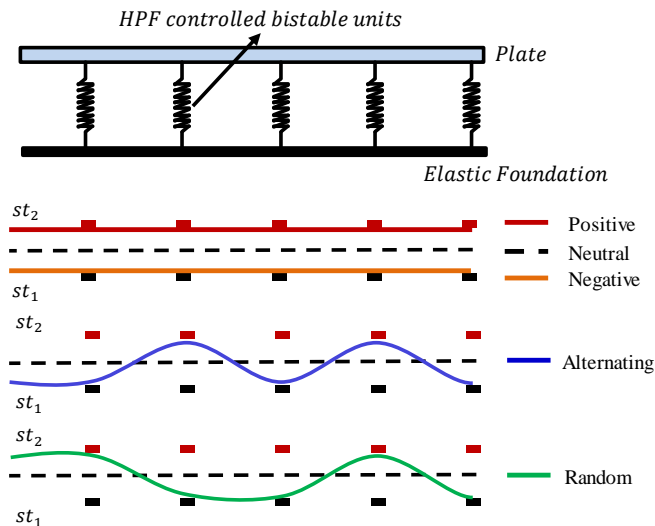 HPF controlled bistable units
Plate
Elastic Foundation
st₂
Positive
Neutral
Negative
st₁
st₂
Alternating
st₁
st₂
Random
st₁